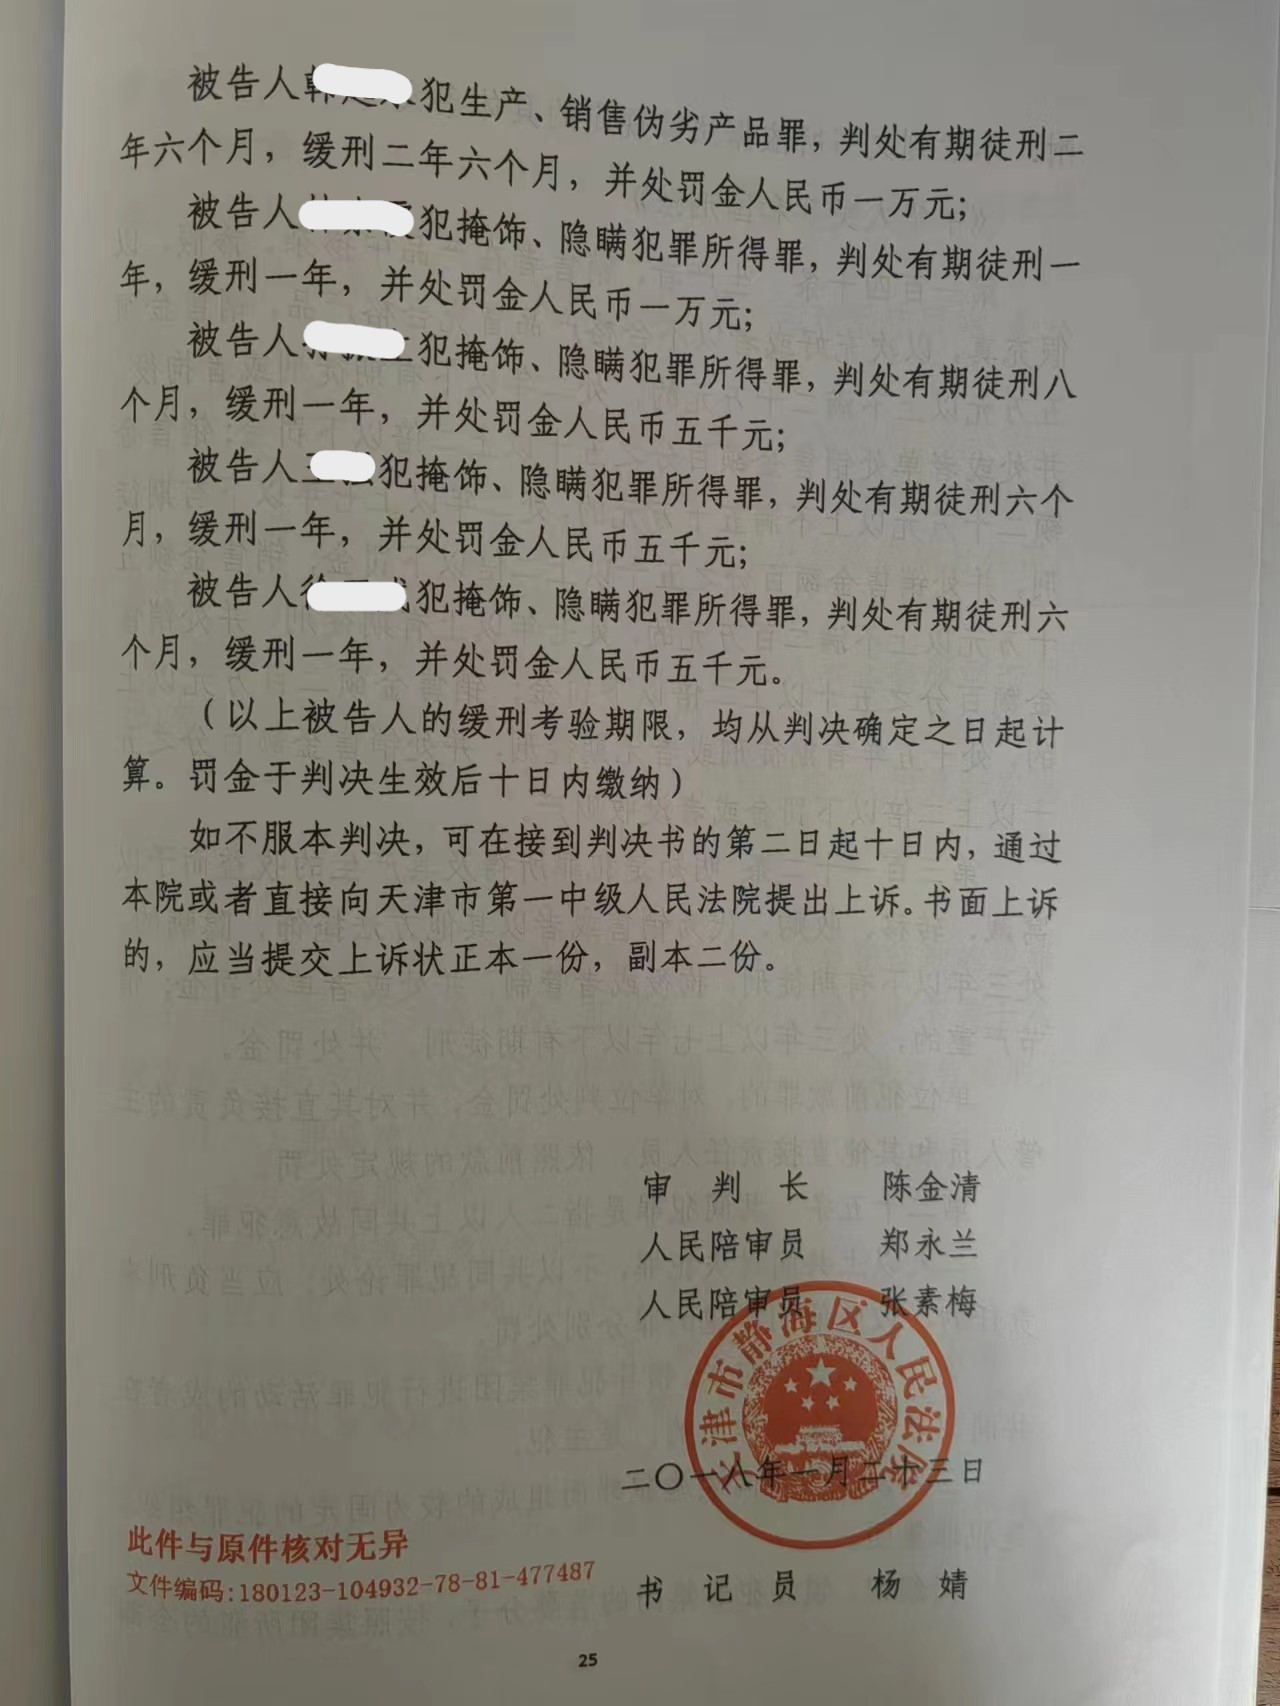 被告人韩犯生产、销售伪劣产品罪，判处有期徒刑二
年六个月，缓刑二年六个月，并处罚金人民币一万元；
被告人犯掩饰、隐瞒犯罪所得罪，判处有期徒刑一
年，缓刑一年，并处罚金人民币一万元；
被告人犯掩饰、隐瞒犯罪所得罪，判处有期徒刑八
个月，缓刑一年，并处罚金人民币五千元；
被告人犯掩饰、隐瞒犯罪所得罪，判处有期徒刑六个
月，缓刑一年，并处罚金人民币五千元；
被告人犯掩饰、隐瞒犯罪所得罪，判处有期徒刑六
个月，缓刑一年，并处罚金人民币五千元。
（以上被告人的缓刑考验期限，均从判决确定之日起计
算。罚金于判决生效后十日内缴纳）
如不服本判决，可在接到判决书的第二日起十日内，通过
本院或者直接向天津市第一中级人民法院提出上诉。书面上诉
的，应当提交上诉状正本一份，副本二份。
审 判 长 陈金清
人民陪审员 郑永兰
人民陪审员 张素梅
天津市静海区人民法院
二〇一八年一月二十三日
此件与原件核对无异
文件编码:180123-104932-78-81-477487
书 记 员 杨 婧
25